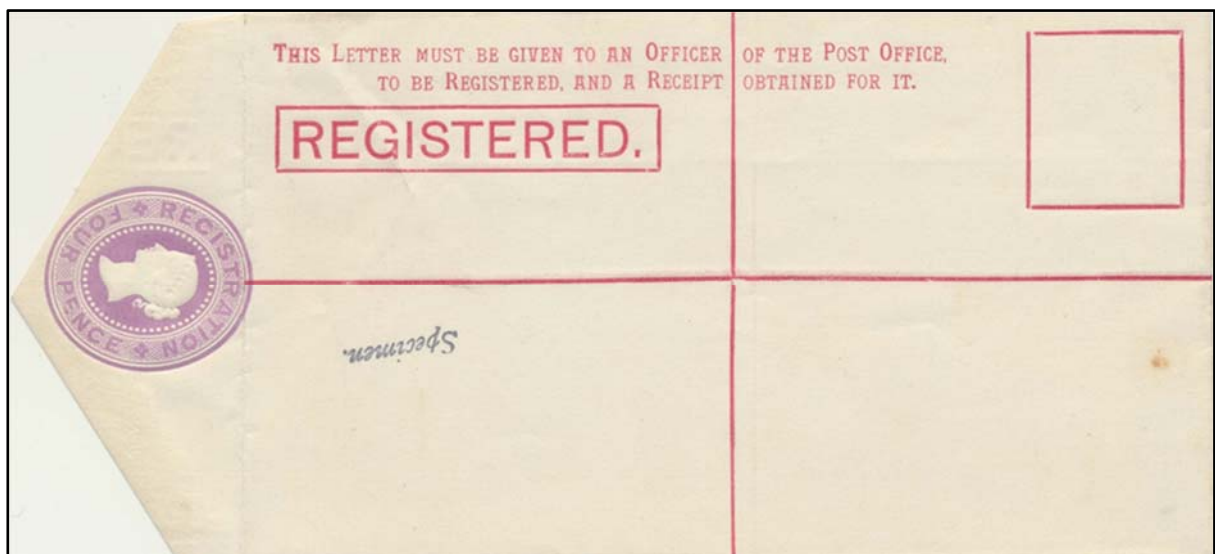 THIS LETTER MUST BE GIVEN TO AN OFFICER OF THE POST OFFICE,
TO BE REGISTERED, AND A RECEIPT OBTAINED FOR IT.
REGISTERED.
REGISTRATION
FOUR PENCE
Specimen.